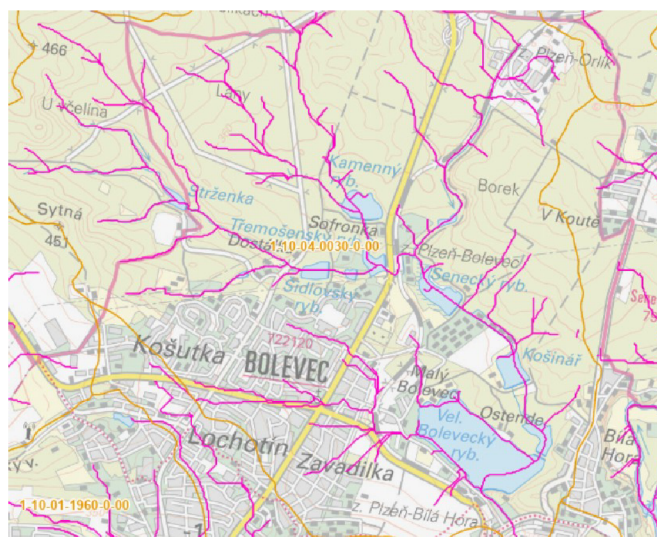 466
U včelína
Lány
z. Plzeň-Orlík
Kamenný
ryb.
Borek
Strženka
Sytná
451
Sofronka
V Koutě
Třemošenský ryb.
1-10-04-0030-0-00
Plzeň-Bolevec
Senecký ryb.
Šídlovský
ryb.
722120
Košutka
BOLEVEC
Košinář
Malý
Bolevec
Ostende
Vel.
Bolevecký
ryb.
Bílá
Hora
Lochotín
Zavadilka
1-10-01-1960-0-00
z. Plzeň-Bílá Hora